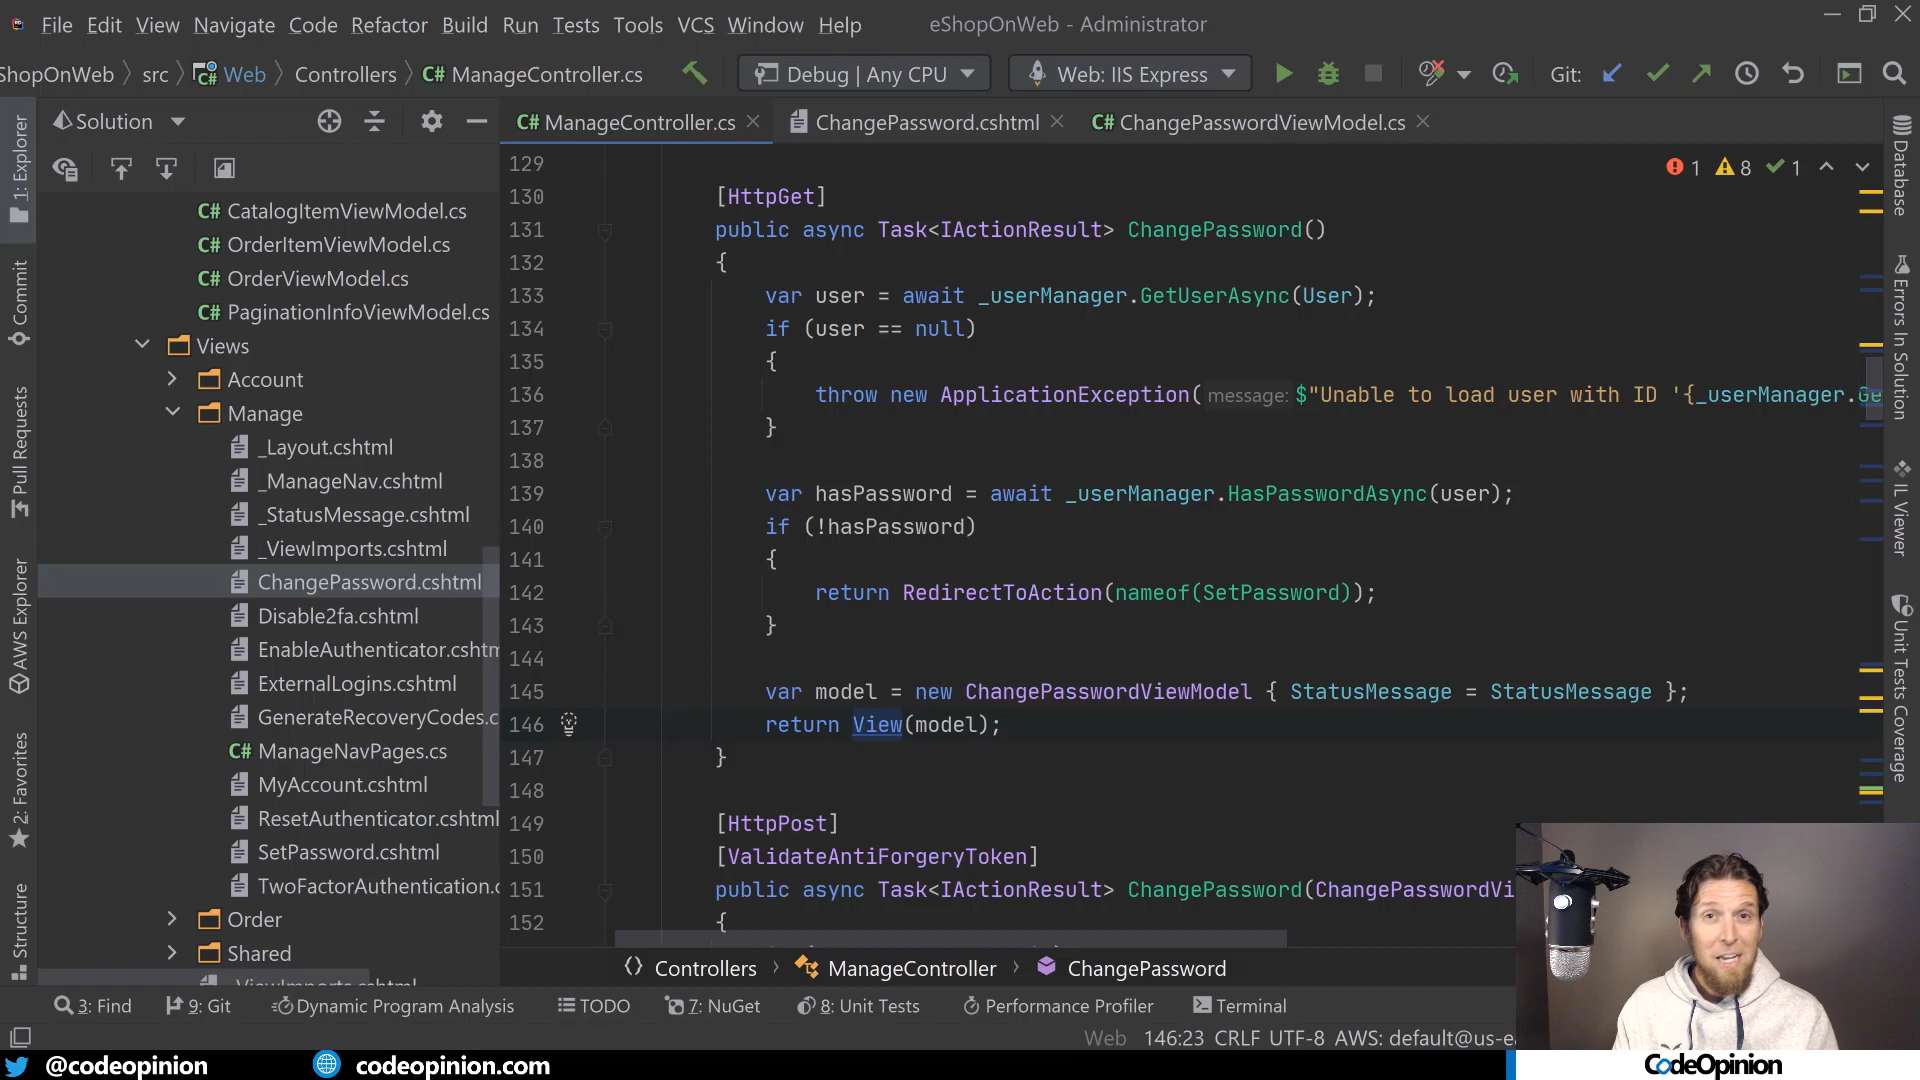 File Edit View Navigate Code Refactor Build Run Tests Tools VCS Window Help eShopOnWeb - Administrator
ShopOnWeb src Web Controllers C# ManageController.cs Debug | Any CPU Web: IIS Express Git:
Solution
C# ManageController.cs ChangePassword.cshtml C# ChangePasswordViewModel.cs
1 8 1
1: Explorer
Commit
Pull Requests
AWS Explorer
2: Favorites
Structure
C# CatalogItemViewModel.cs
C# OrderItemViewModel.cs
C# OrderViewModel.cs
C# PaginationInfoViewModel.cs
Views
Account
Manage
_Layout.cshtml
_ManageNav.cshtml
_StatusMessage.cshtml
_ViewImports.cshtml
ChangePassword.cshtml
Disable2fa.cshtml
EnableAuthenticator.cshtm
ExternalLogins.cshtml
GenerateRecoveryCodes.c
C# ManageNavPages.cs
MyAccount.cshtml
ResetAuthenticator.cshtml
SetPassword.cshtml
TwoFactorAuthentication.c
Order
Shared
_ViewImports.cshtml
129
130 [HttpGet]
131 public async Task<IActionResult> ChangePassword()
132 {
133 var user = await _userManager.GetUserAsync(User);
134 if (user == null)
135 {
136 throw new ApplicationException( message: $"Unable to load user with ID '{_userManager.Ge
137 }
138
139 var hasPassword = await _userManager.HasPasswordAsync(user);
140 if (!hasPassword)
141 {
142 return RedirectToAction(nameof(SetPassword));
143 }
144
145 var model = new ChangePasswordViewModel { StatusMessage = StatusMessage };
146 return View(model);
147 }
148
149 [HttpPost]
150 [ValidateAntiForgeryToken]
151 public async Task<IActionResult> ChangePassword(ChangePasswordVi
152 {
Database
Errors In Solution
IL Viewer
Unit Tests Coverage
Controllers ManageController ChangePassword
3: Find 9: Git Dynamic Program Analysis TODO 7: NuGet 8: Unit Tests Performance Profiler Terminal
Web 146:23 CRLF UTF-8 AWS: default@us-ea
@codeopinion codeopinion.com CodeOpinion